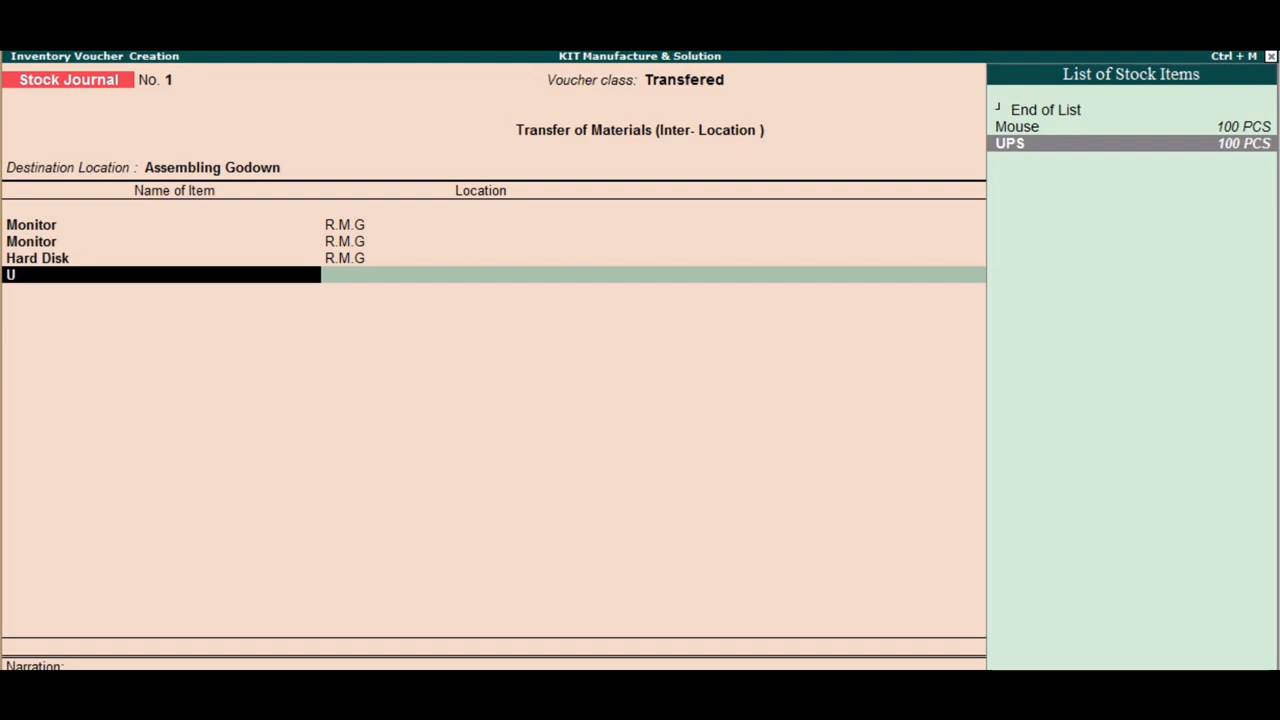 Inventory Voucher Creation KIT Manufacture & Solution Ctrl + M
Stock Journal No. 1 Voucher class: Transfered
List of Stock Items
End of List
Mouse 100 PCS
UPS 100 PCS
Transfer of Materials (Inter- Location )
Destination Location : Assembling Godown
Name of Item Location
Monitor R.M.G
Monitor R.M.G
Hard Disk R.M.G
U
Narration: